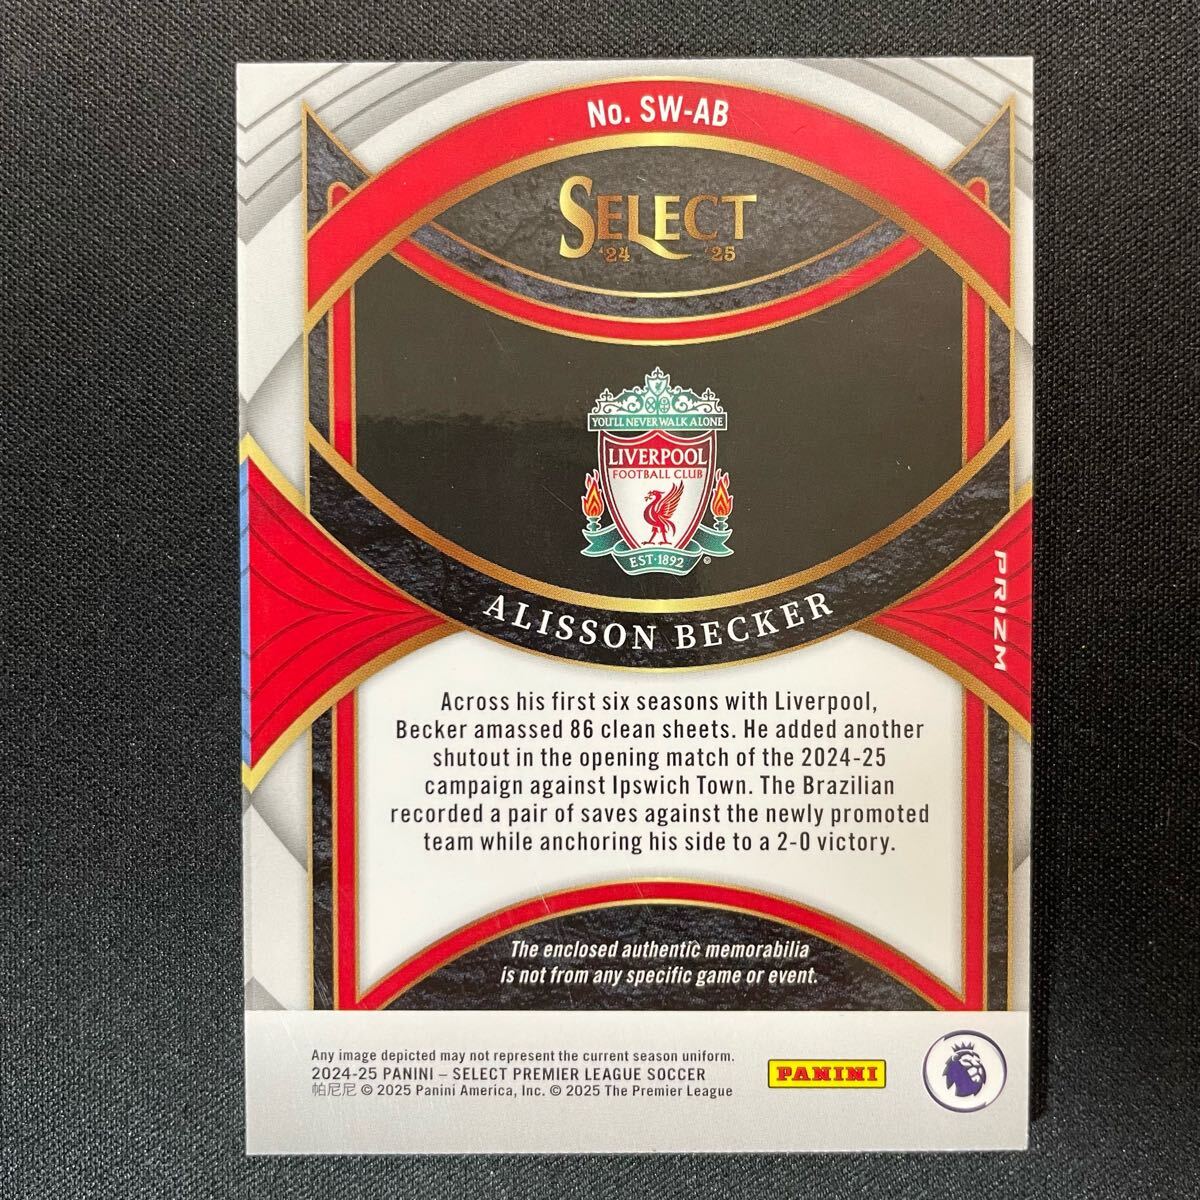 No. SW-AB
SELECT
'24 '25
YOU'LL NEVER WALK ALONE
LIVERPOOL
FOOTBALL CLUB
EST·1892
©
ALISSON BECKER
PRIZM
Across his first six seasons with Liverpool,
Becker amassed 86 clean sheets. He added another
shutout in the opening match of the 2024-25
campaign against Ipswich Town. The Brazilian
recorded a pair of saves against the newly promoted
team while anchoring his side to a 2-0 victory.
The enclosed authentic memorabilia
is not from any specific game or event.
Any image depicted may not represent the current season uniform.
2024-25 PANINI – SELECT PREMIER LEAGUE SOCCER
帕尼尼 © 2025 Panini America, Inc. © 2025 The Premier League
PANINI